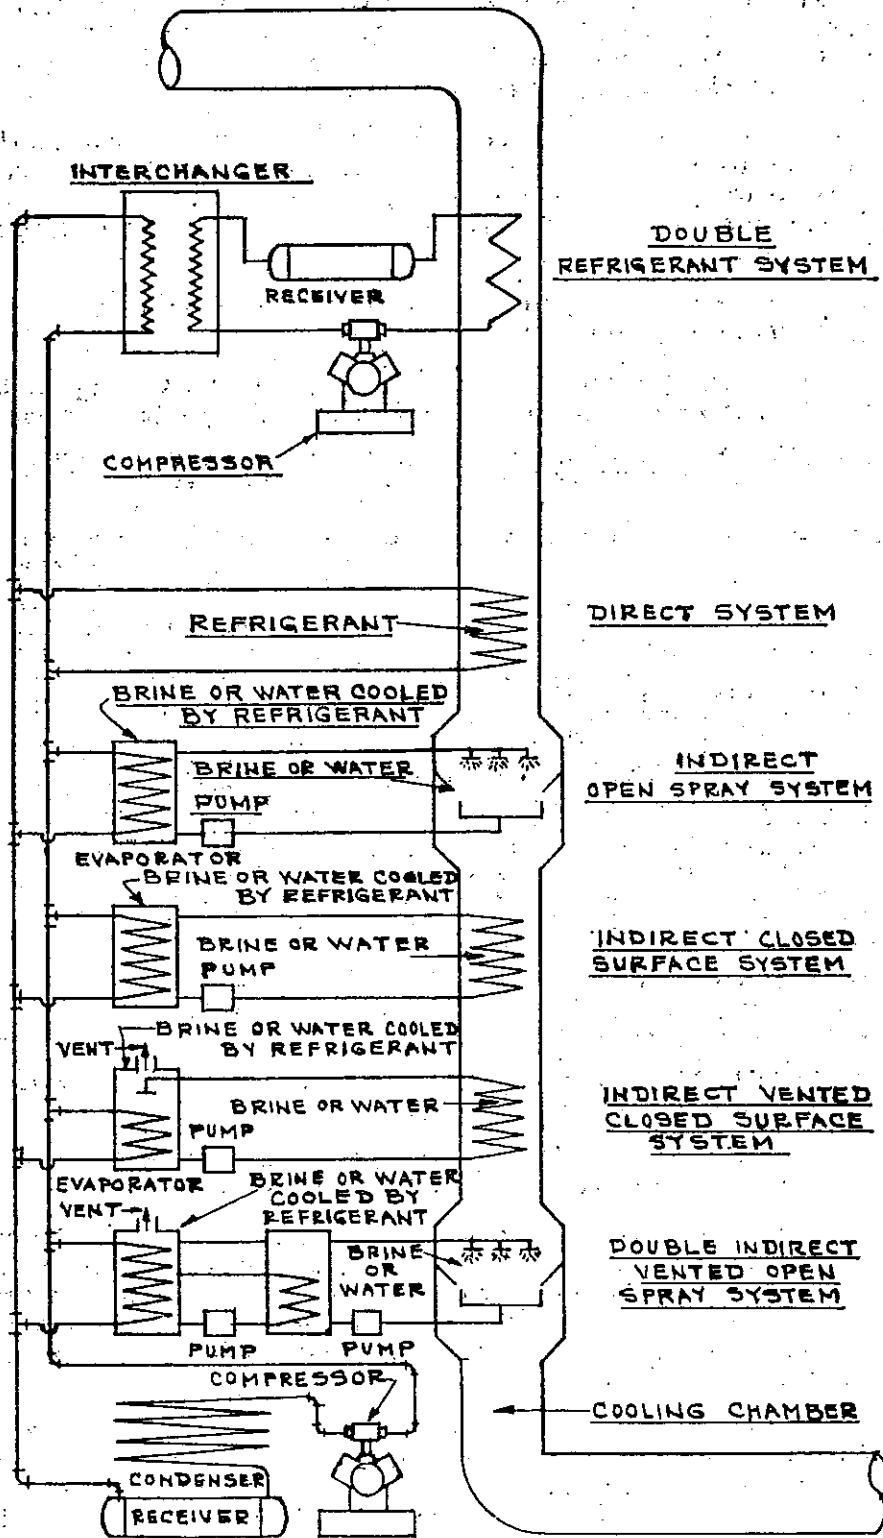 INTERCHANGER
DOUBLE
REFRIGERANT SYSTEM
RECEIVER
COMPRESSOR
REFRIGERANT
DIRECT SYSTEM
BRINE OR WATER COOLED
BY REFRIGERANT
BRINE OR WATER
INDIRECT
OPEN SPRAY SYSTEM
PUMP
EVAPORATOR
BRINE OR WATER COOLED
BY REFRIGERANT
BRINE OR WATER
PUMP
INDIRECT CLOSED
SURFACE SYSTEM
BRINE OR WATER COOLED
BY REFRIGERANT
VENT
BRINE OR WATER
PUMP
INDIRECT VENTED
CLOSED SURFACE
SYSTEM
EVAPORATOR
BRINE OR WATER
COOLED BY
REFRIGERANT
VENT
BRINE
OR
WATER
DOUBLE INDIRECT
VENTED OPEN
SPRAY SYSTEM
PUMP
PUMP
COMPRESSOR
COOLING CHAMBER
CONDENSER
RECEIVER